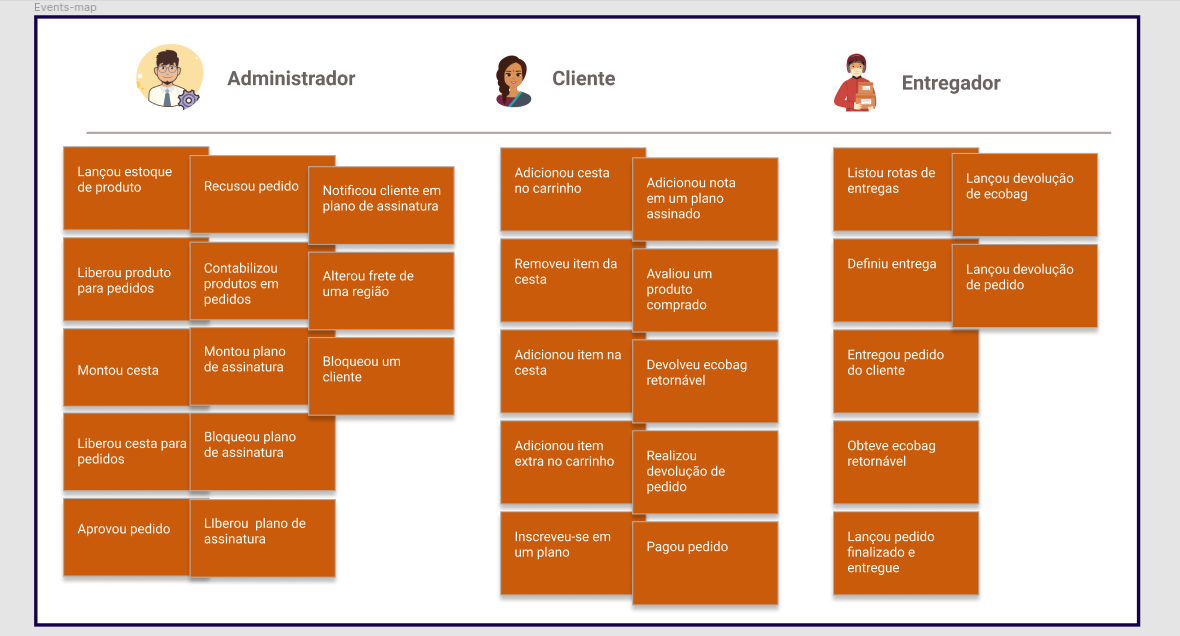 Events-map
Administrador
Cliente
Entregador
Lançou estoque
de produto
Liberou produto
para pedidos
Montou cesta
Liberou cesta para
pedidos
Aprovou pedido
Recusou pedido
Contabilizou
produtos em
pedidos
Montou plano
de assinatura
Bloqueou plano
de assinatura
LIberou  plano de
assinatura
Notificou cliente em
plano de assinatura
Alterou frete de
uma região
Bloqueou um
cliente
Adicionou cesta
no carrinho
Removeu item da
cesta
Adicionou item na
cesta
Adicionou item
extra no carrinho
Inscreveu-se em
um plano
Adicionou nota
em um plano
assinado
Avaliou um
produto
comprado
Devolveu ecobag
retornável
Realizou
devolução de
pedido
Pagou pedido
Listou rotas de
entregas
Definiu entrega
Entregou pedido
do cliente
Obteve ecobag
retornável
Lançou pedido
finalizado e
entregue
Lançou devolução
de ecobag
Lançou devolução
de pedido